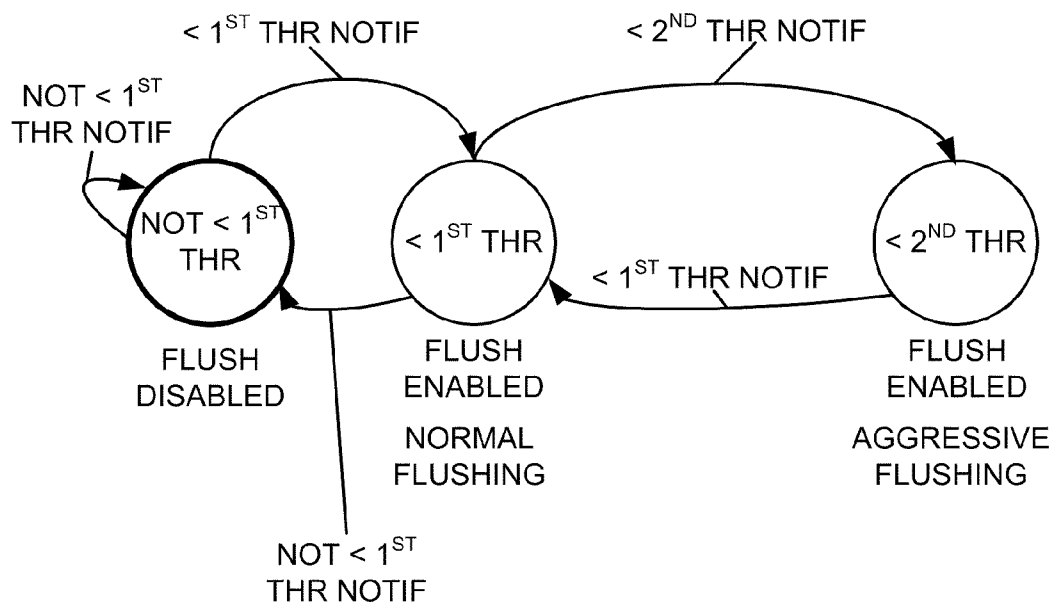 < 1ST THR NOTIF
< 2ND THR NOTIF
NOT < 1ST
THR NOTIF
NOT < 1ST
THR
< 1ST THR
< 2ND THR
< 1ST THR NOTIF
FLUSH
DISABLED
FLUSH
ENABLED
NORMAL
FLUSHING
FLUSH
ENABLED
AGGRESSIVE
FLUSHING
NOT < 1ST
THR NOTIF